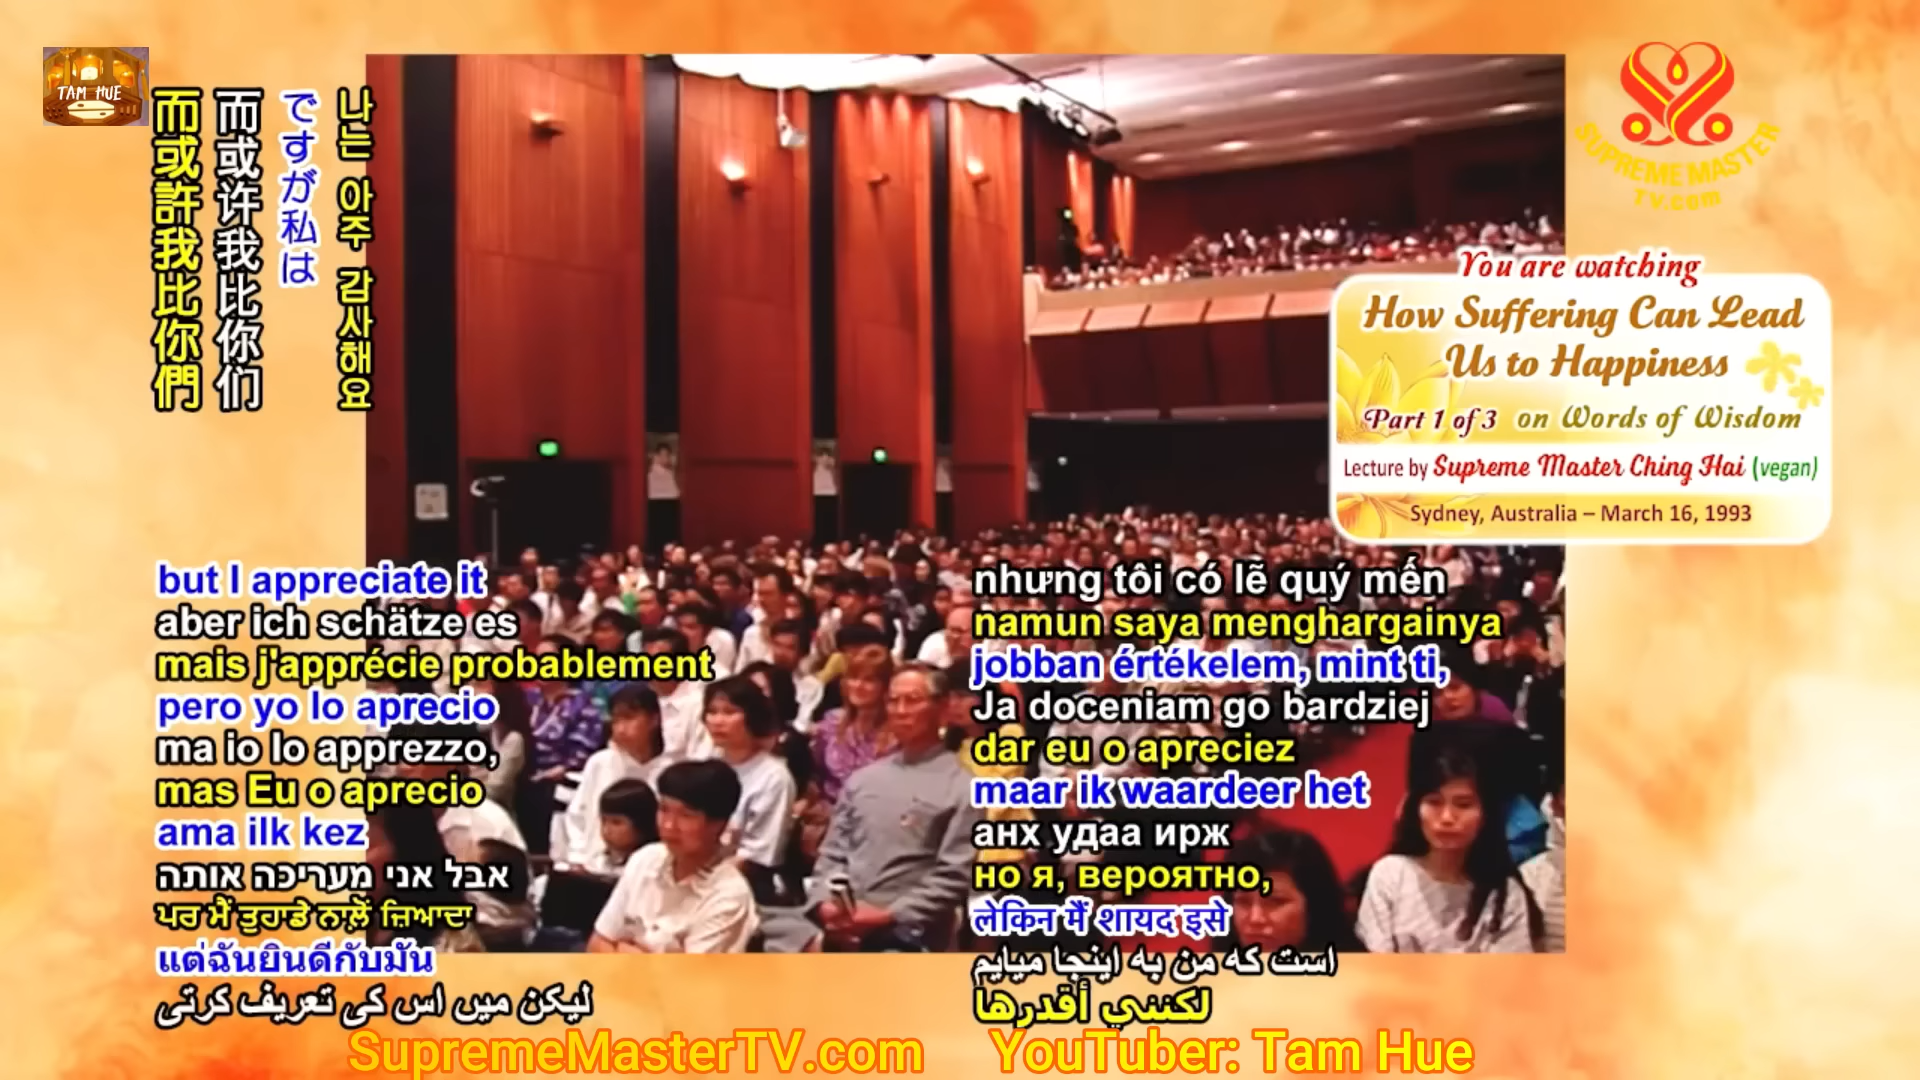 TAM HUE
而或許我比你們
而或许我比你们
ですが私は
나는 아주 감사해요
SUPREME MASTER
TV.com
You are watching
How Suffering Can Lead
Us to Happiness
Part 1 of 3 on Words of Wisdom
Lecture by Supreme Master Ching Hai (vegan)
Sydney, Australia – March 16, 1993
but I appreciate it
aber ich schätze es
mais j'apprécie probablement
pero yo lo aprecio
ma io lo apprezzo,
mas Eu o aprecio
ama ilk kez
אבל אני מעריכה אותה
ਪਰ ਮੈਂ ਤੁਹਾਡੇ ਨਾਲੋਂ ਜ਼ਿਆਦਾ
แต่ฉันยินดีกับมัน
لیکن میں اس کی تعریف کرتی
nhưng tôi có lẽ quý mến
namun saya menghargainya
jobban értékelem, mint ti,
Ja doceniam go bardziej
dar eu o apreciez
maar ik waardeer het
анх удаа ирж
но я, вероятно,
लेकिन मैं शायद इसे
است که من به اینجا میایم
لكنني أقدرها
SupremeMasterTV.com YouTuber: Tam Hue